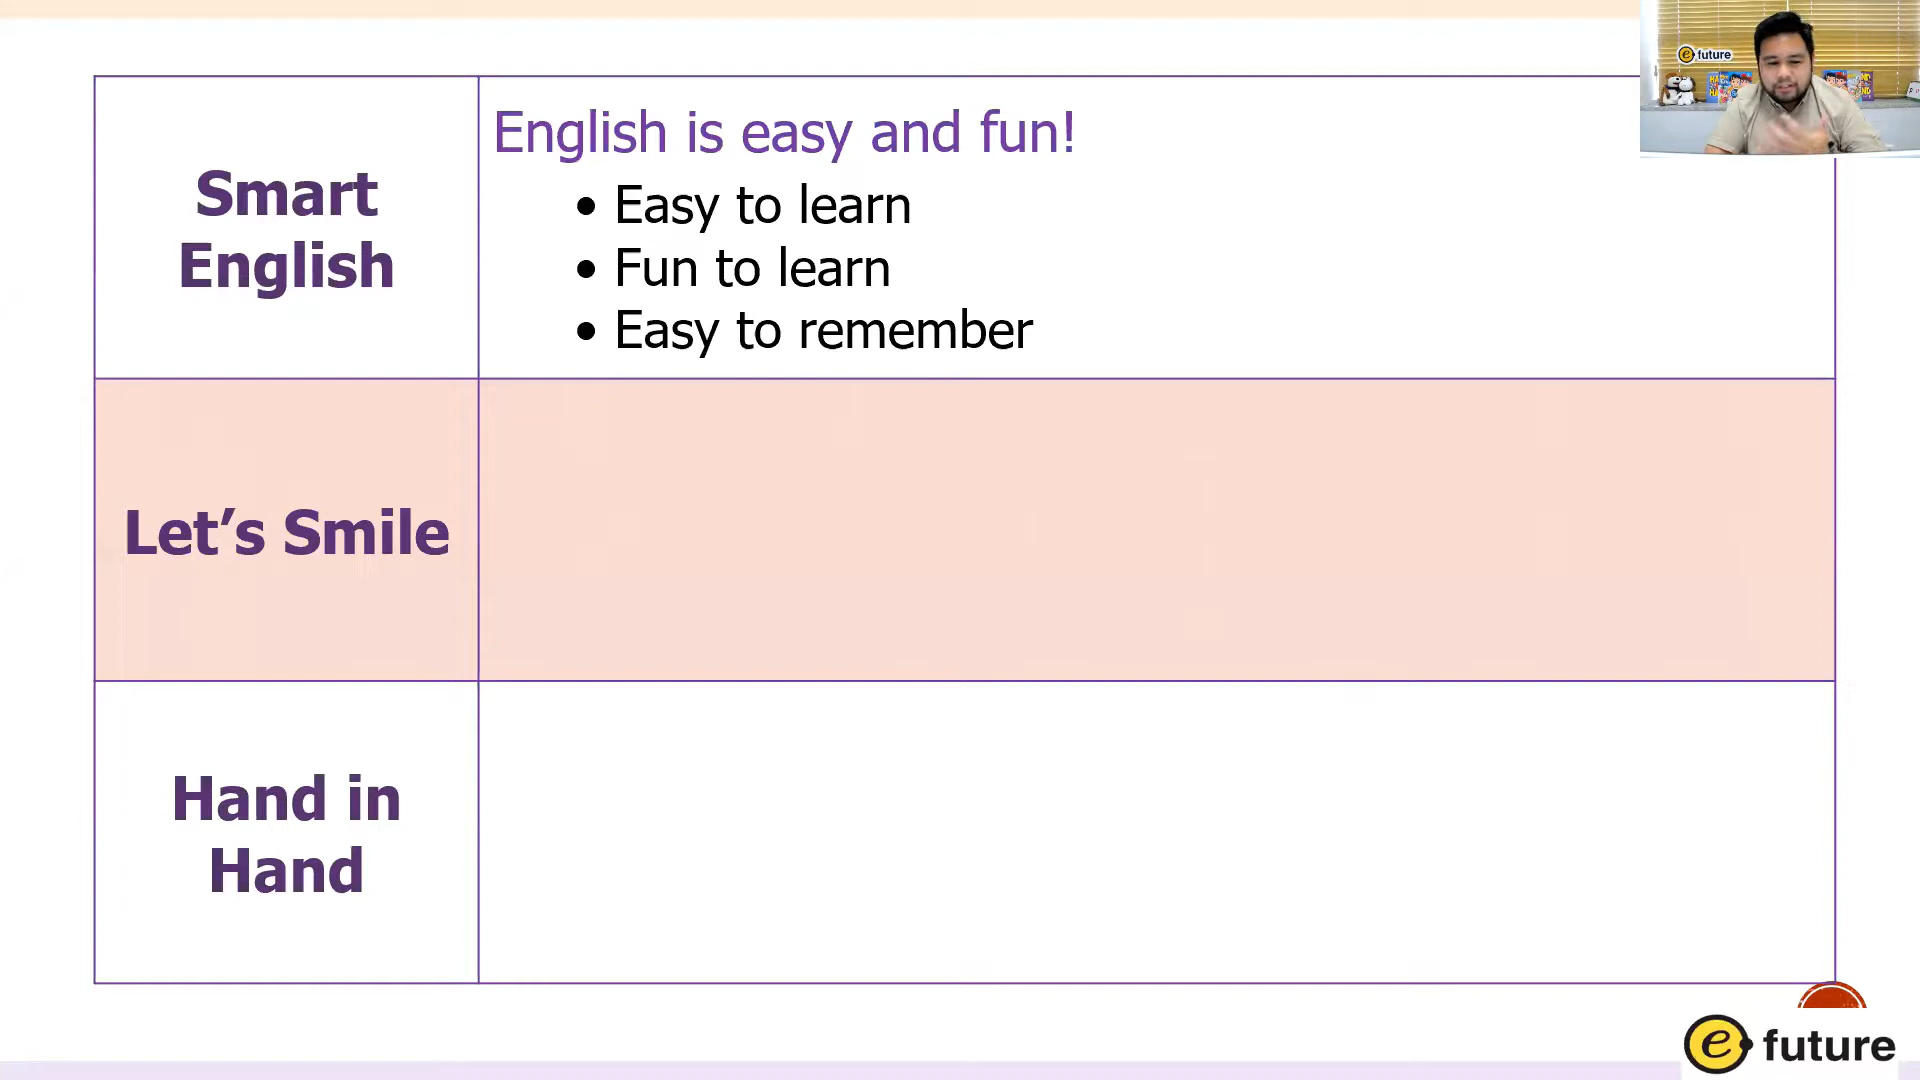 Smart
English
English is easy and fun!
• Easy to learn
• Fun to learn
• Easy to remember
Let’s Smile
Hand in
Hand
e future
e future